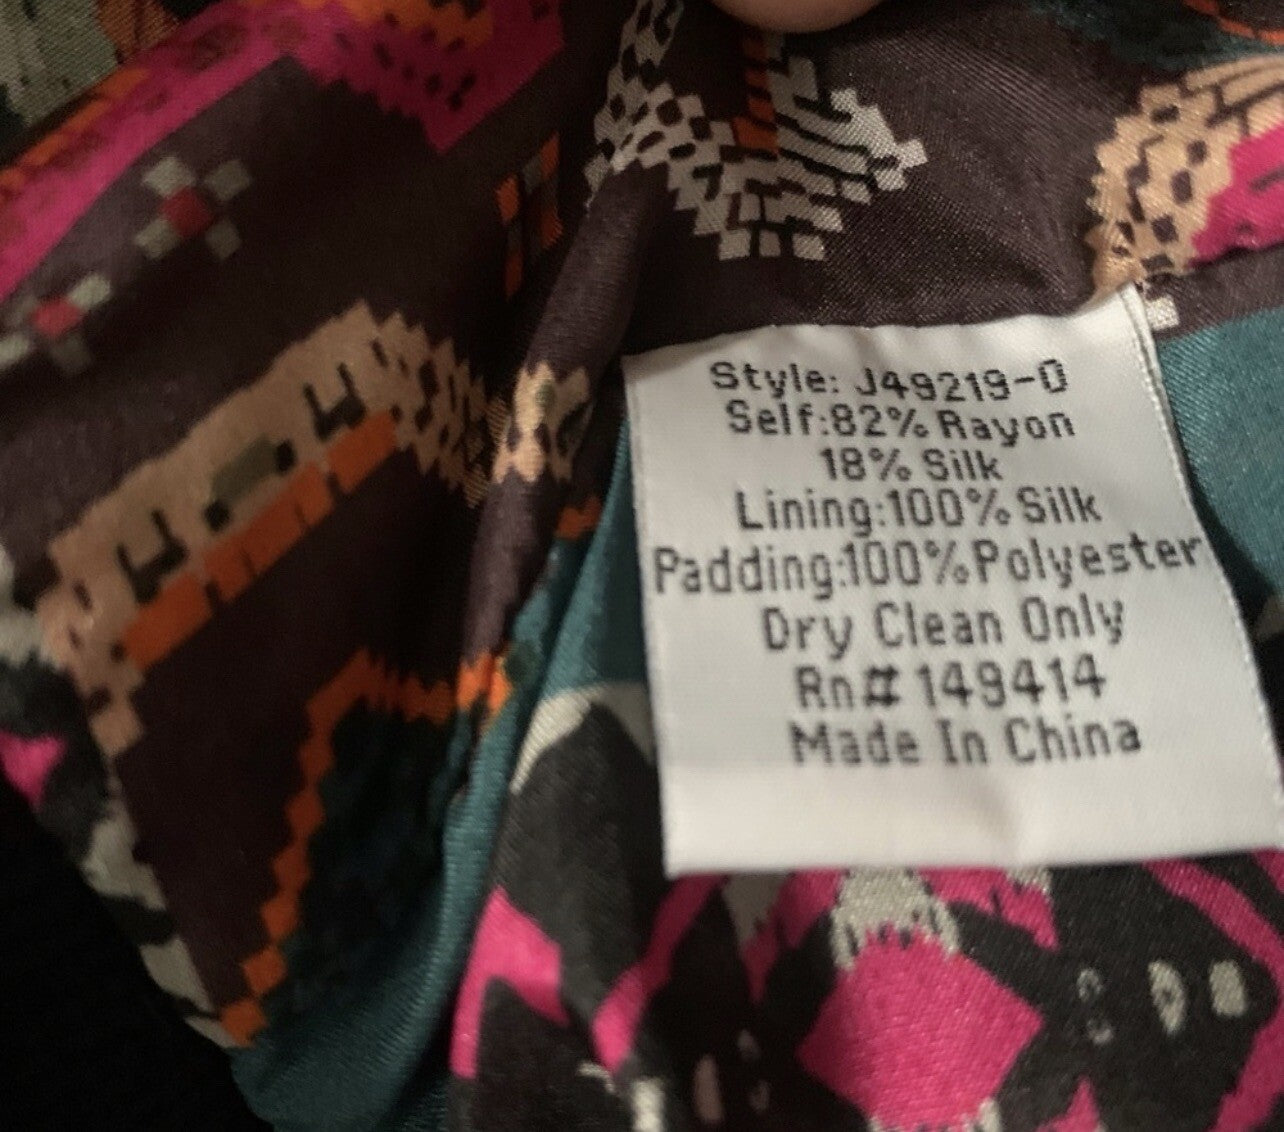 Style: J49219-0
Self:82% Rayon
18% Silk
Lining:100% Silk
Padding:100% Polyester
Dry Clean Only
Rn# 149414
Made In China